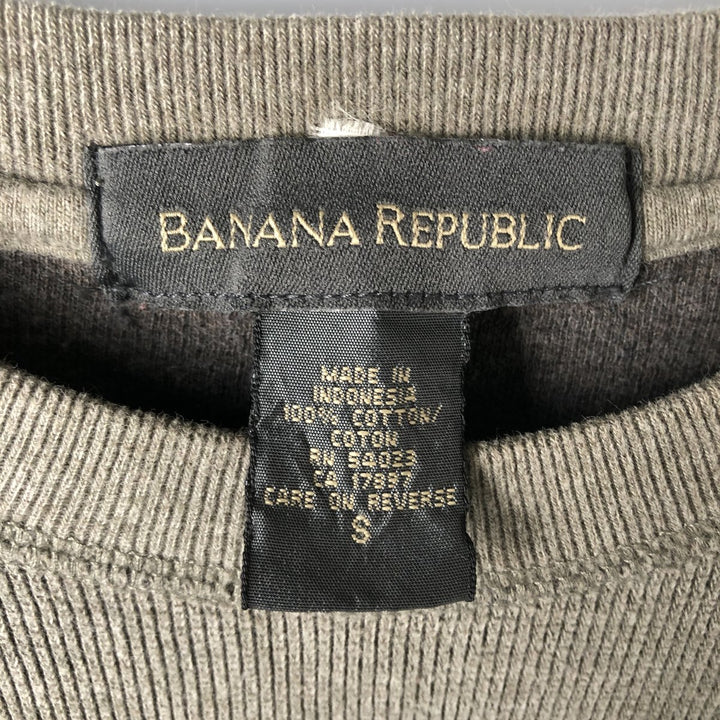 BANANA REPUBLIC
MADE IN
INDONESIA
100% COTTON/
COTON
RN 54023
CA 17897
CARE ON REVERSE
S